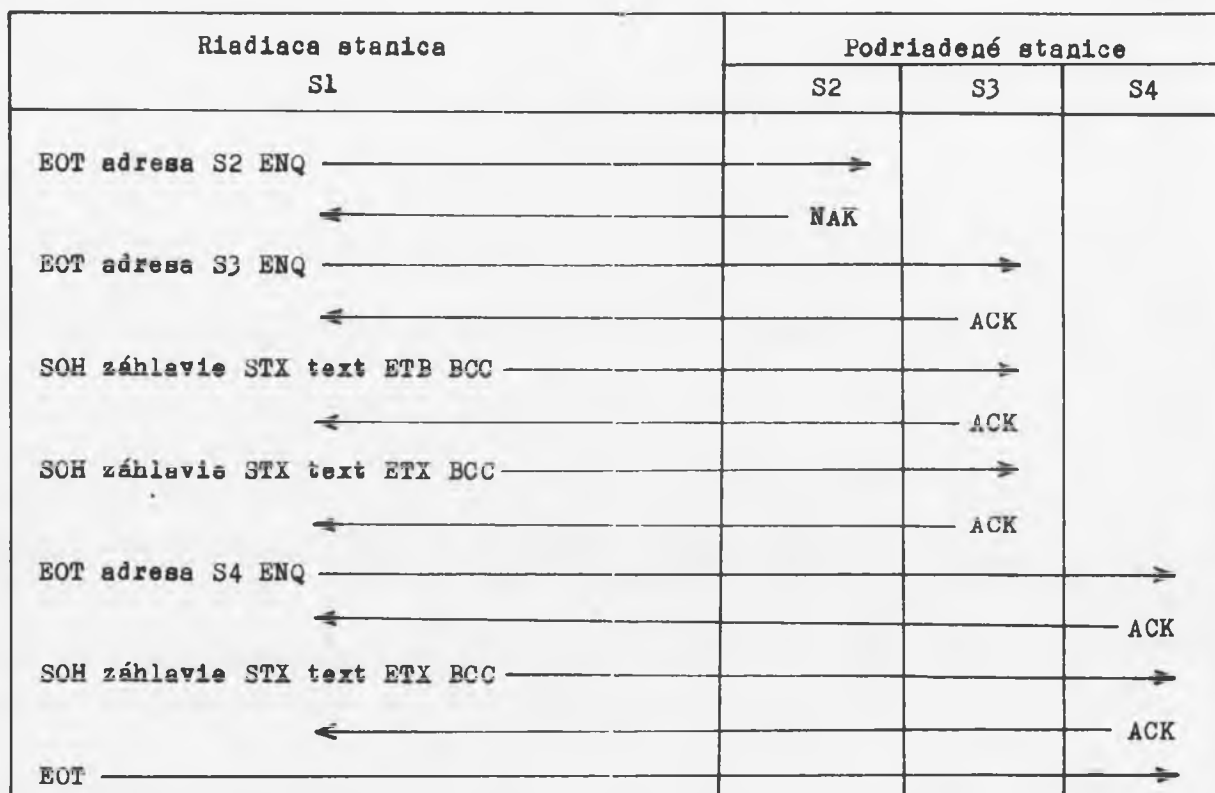 Riadiaca stanica
S1
Podriadené stanice
S2 S3 S4
EOT adresa S2 ENQ
NAK
EOT adresa S3 ENQ
ACK
SOH záhlavie STX text ETB BCC
ACK
SOH záhlavie STX text ETX BCC
ACK
EOT adresa S4 ENQ
ACK
SOH záhlavie STX text ETX BCC
ACK
EOT